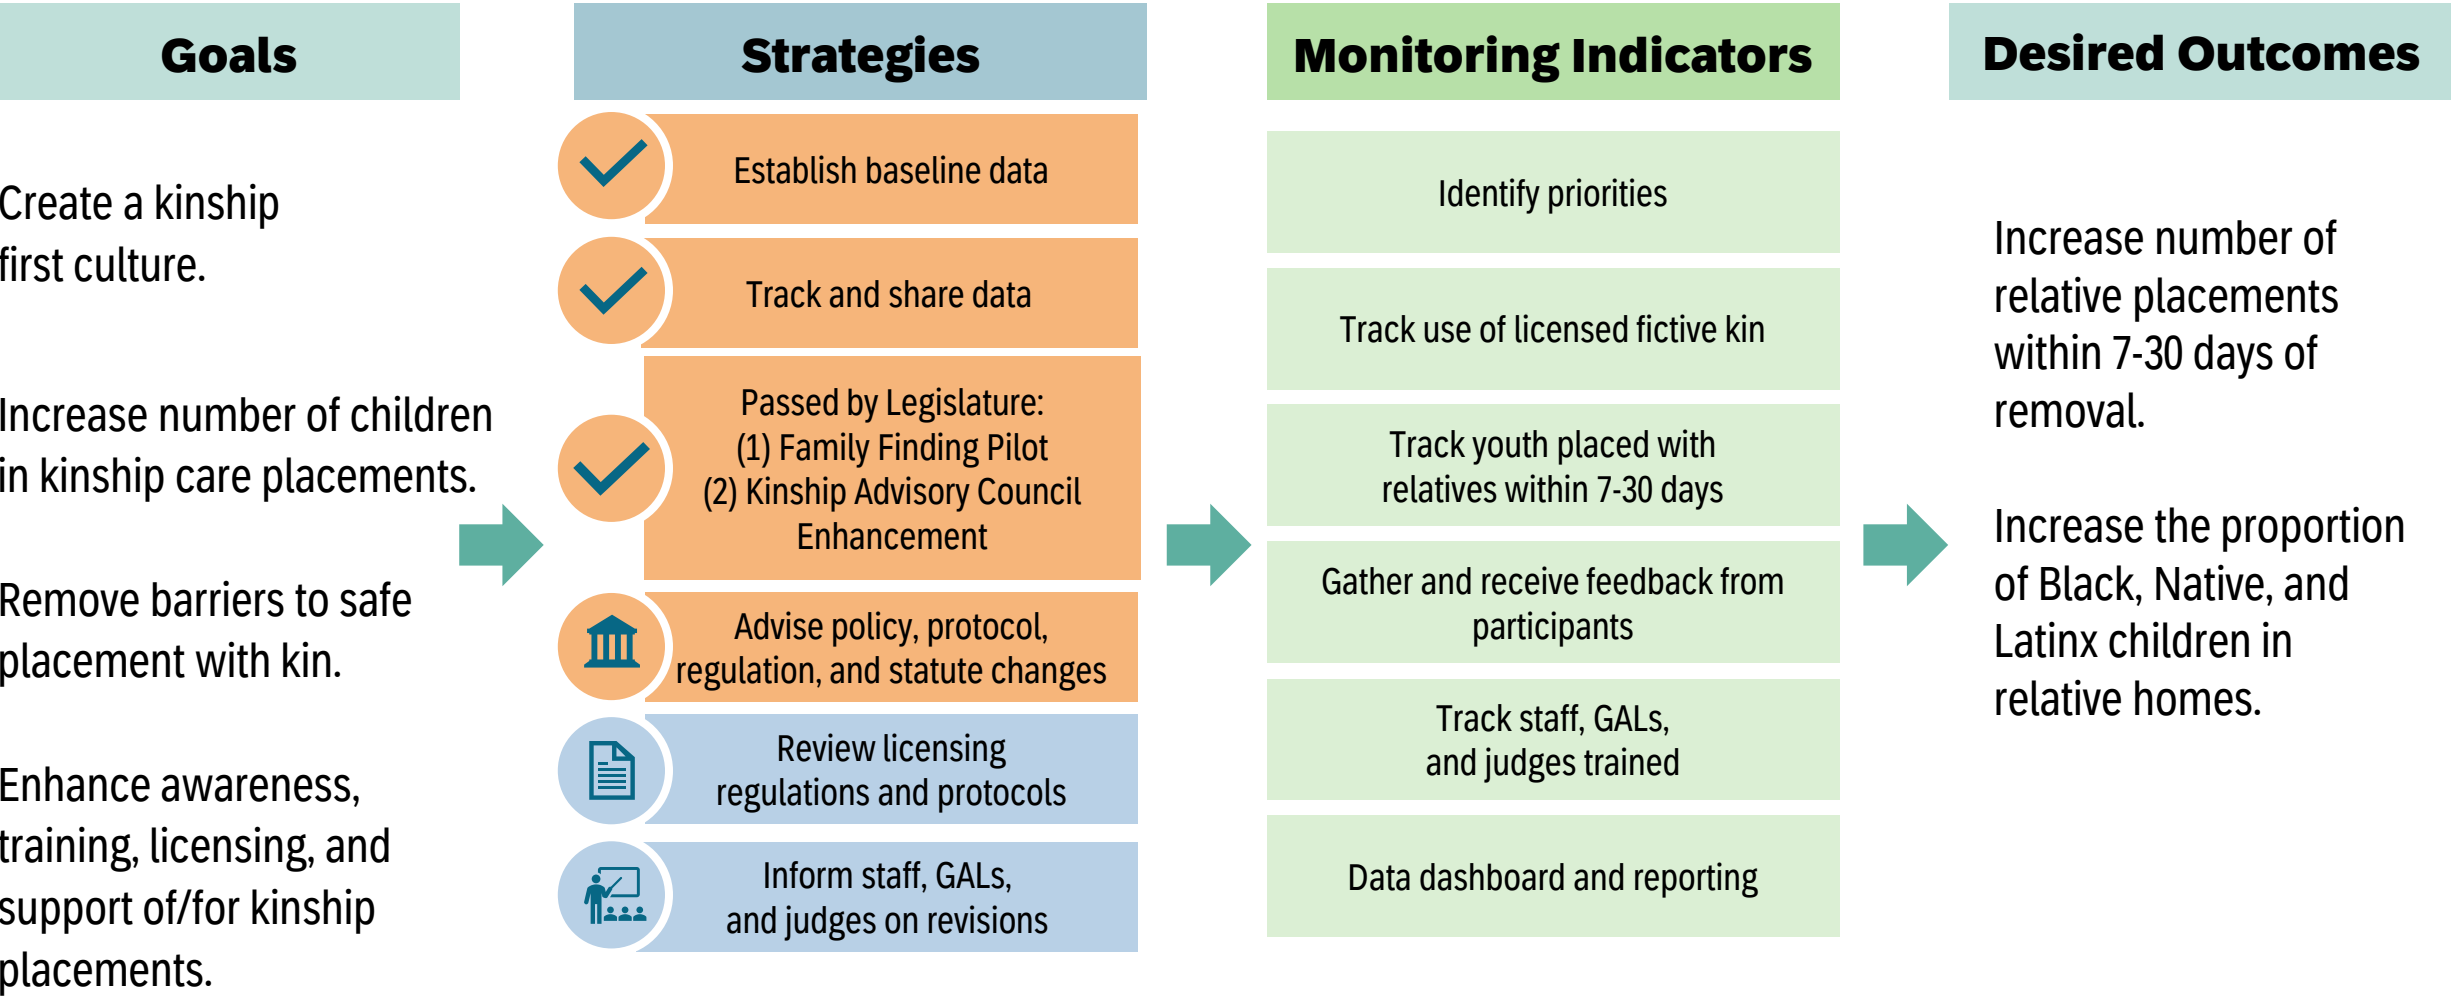 Goals
Create a kinship
first culture.
Increase number of children
in kinship care placements.
Remove barriers to safe
placement with kin.
Enhance awareness,
training, licensing, and
support of/for kinship
placements.
Strategies
Establish baseline data
Track and share data
Passed by Legislature:
(1) Family Finding Pilot
(2) Kinship Advisory Council
Enhancement
Advise policy, protocol,
regulation, and statute changes
Review licensing
regulations and protocols
Inform staff, GALs,
and judges on revisions
Monitoring Indicators
Identify priorities
Track use of licensed fictive kin
Track youth placed with
relatives within 7-30 days
Gather and receive feedback from
participants
Track staff, GALs,
and judges trained
Data dashboard and reporting
Desired Outcomes
Increase number of
relative placements
within 7-30 days of
removal.
Increase the proportion
of Black, Native, and
Latinx children in
relative homes.